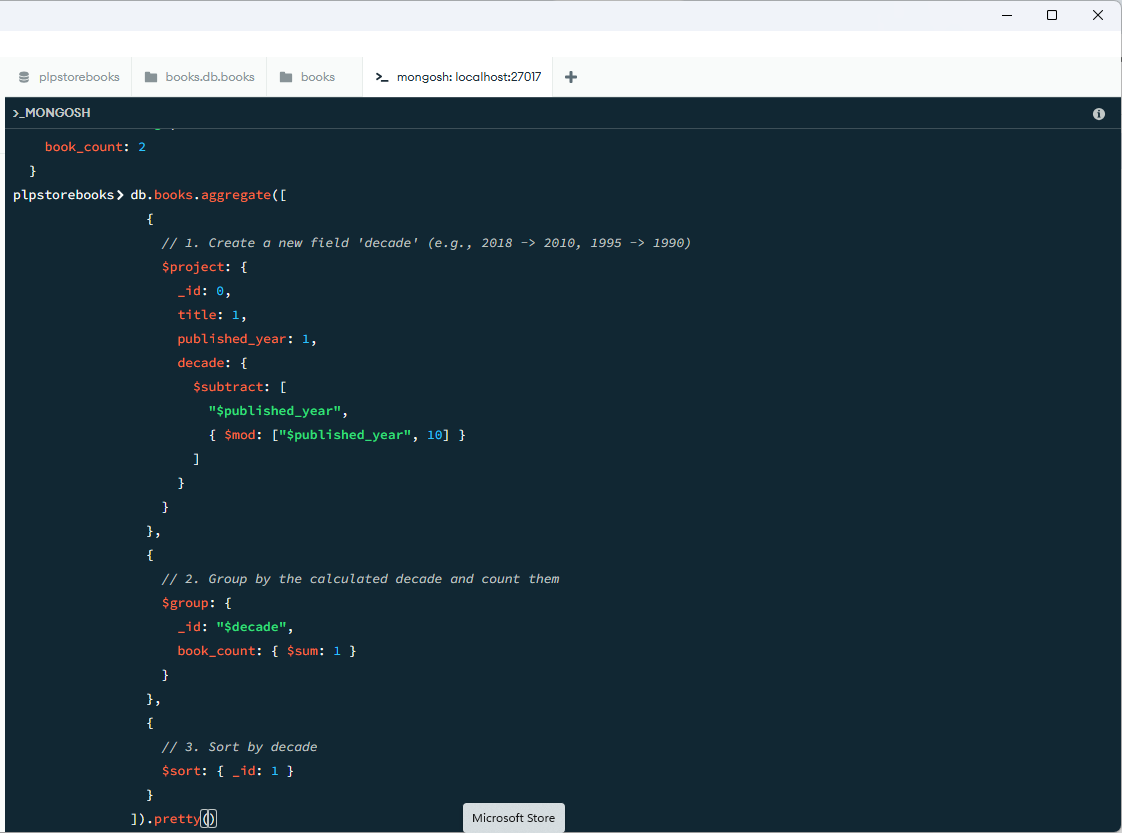 plpstorebooks books.db.books books >_ mongosh: localhost:27017 +
>_MONGOSH
book_count: 2
}
plpstorebooks> db.books.aggregate([
{
// 1. Create a new field 'decade' (e.g., 2018 -> 2010, 1995 -> 1990)
$project: {
_id: 0,
title: 1,
published_year: 1,
decade: {
$subtract: [
"$published_year",
{ $mod: ["$published_year", 10] }
]
}
}
},
{
// 2. Group by the calculated decade and count them
$group: {
_id: "$decade",
book_count: { $sum: 1 }
}
},
{
// 3. Sort by decade
$sort: { _id: 1 }
}
]).pretty()
Microsoft Store